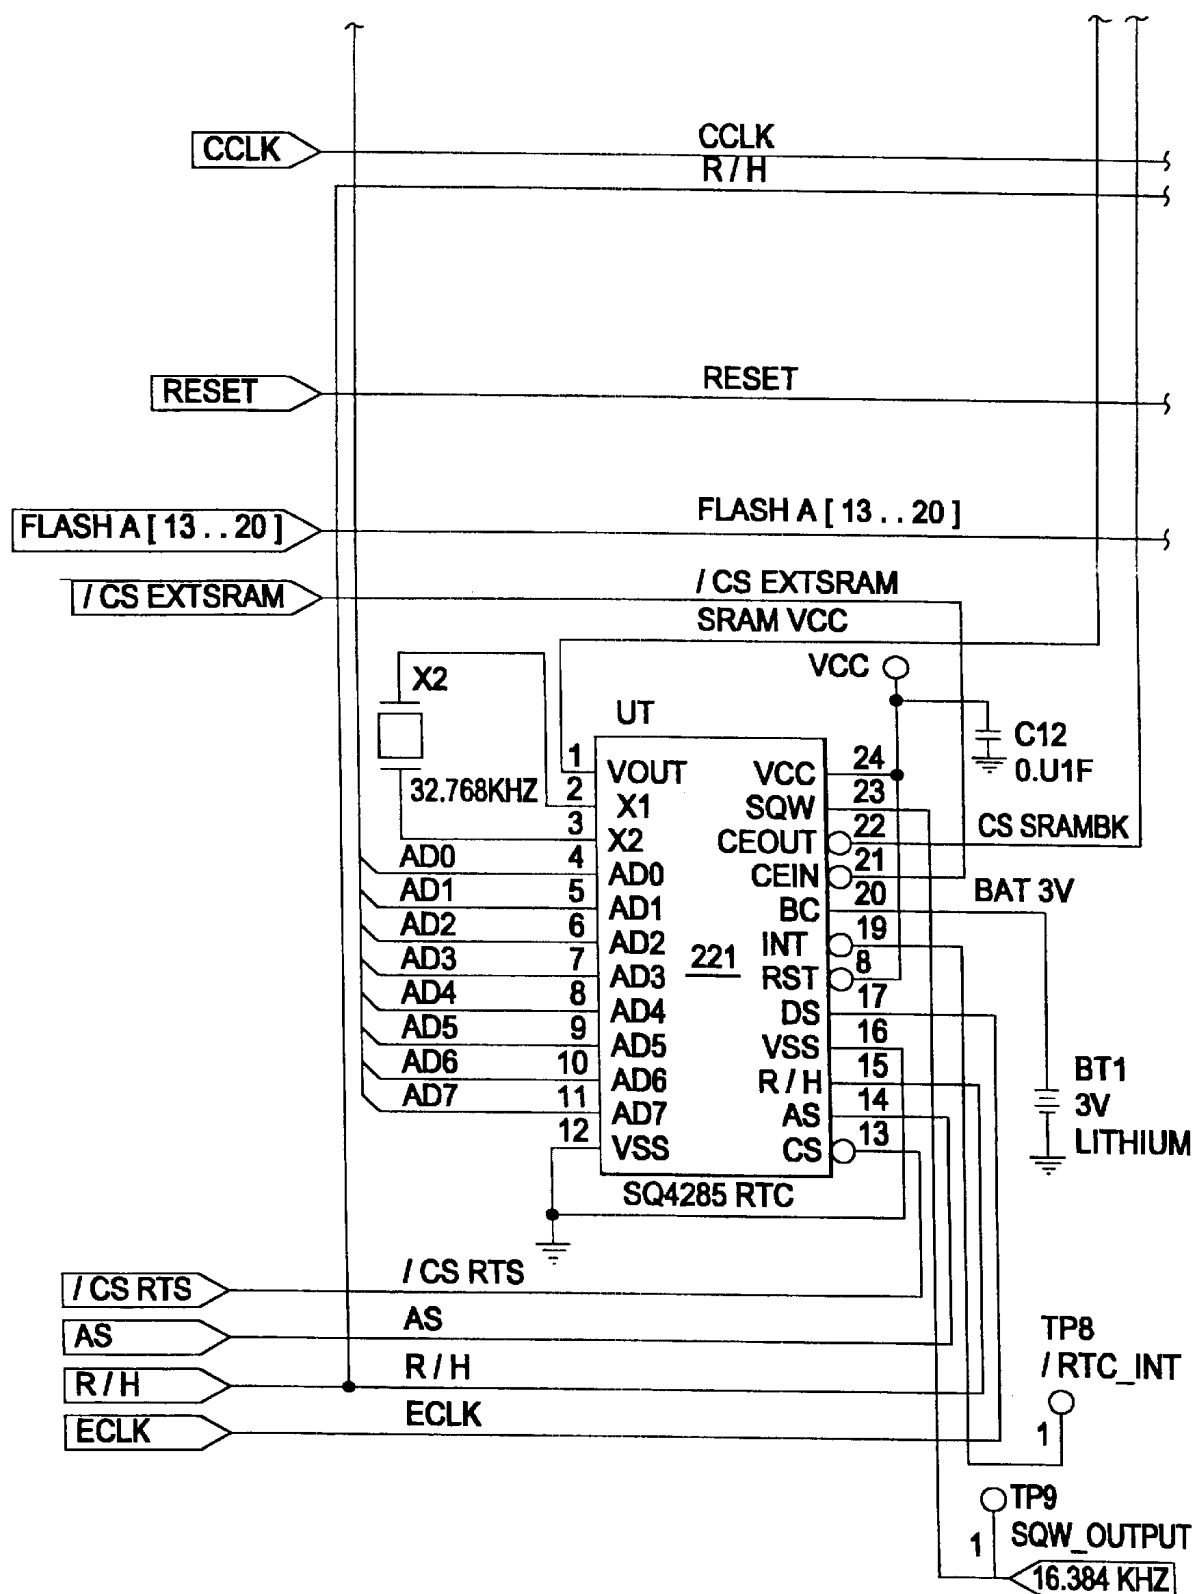 CCLK
CCLK
R / H
RESET
RESET
FLASH A [ 13 . . 20 ]
FLASH A [ 13 . . 20 ]
/ CS EXTSRAM
/ CS EXTSRAM
SRAM VCC
VCC
X2
UT
C12
0.U1F
32.768KHZ
1 VOUT
2 X1
3 X2
AD0 4 AD0
AD1 5 AD1
AD2 6 AD2
AD3 7 AD3
AD4 8 AD4
AD5 9 AD5
AD6 10 AD6
AD7 11 AD7
12 VSS
221
VCC 24
SQW 23
CEOUT 22 CS SRAMBK
CEIN 21
BC 20 BAT 3V
INT 19
RST 8
DS 17
VSS 16
R / H 15
AS 14
CS 13
BT1
3V
LITHIUM
SQ4285 RTC
/ CS RTS
/ CS RTS
AS
AS
R / H
R / H
ECLK
ECLK
TP8
/ RTC_INT
1
TP9
1
SQW_OUTPUT
16.384 KHZ